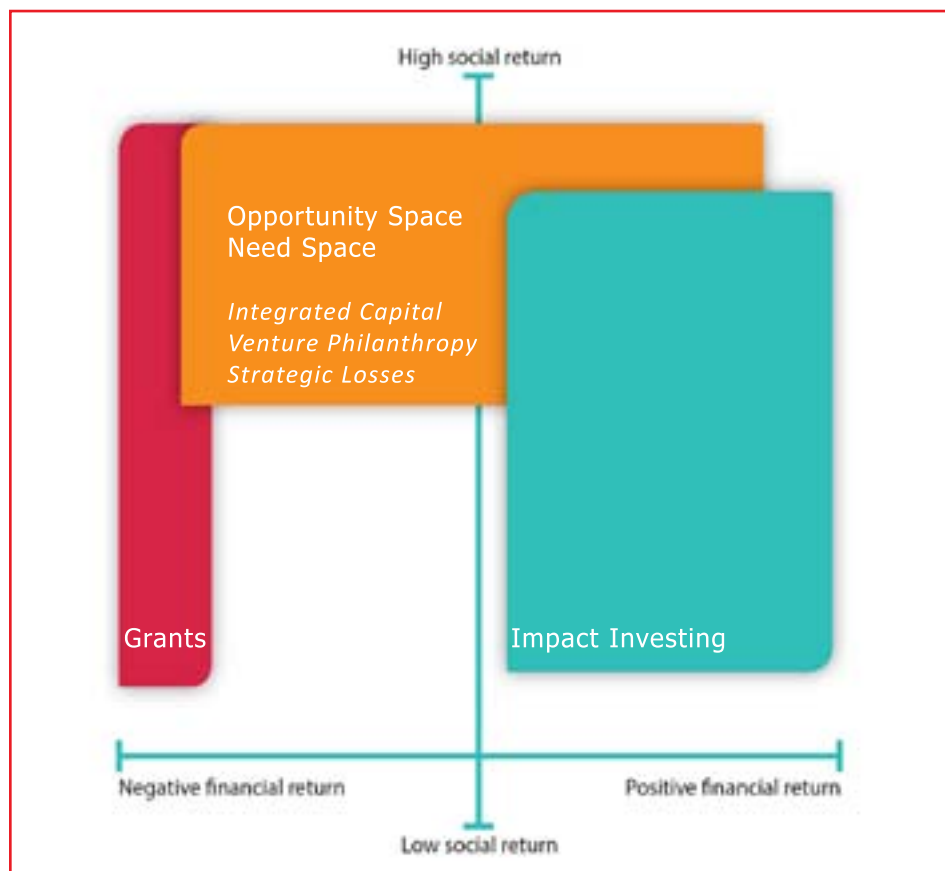 High social return
Opportunity Space
Need Space
Integrated Capital
Venture Philanthropy
Strategic Losses
Grants
Impact Investing
Negative financial return
Positive financial return
Low social return